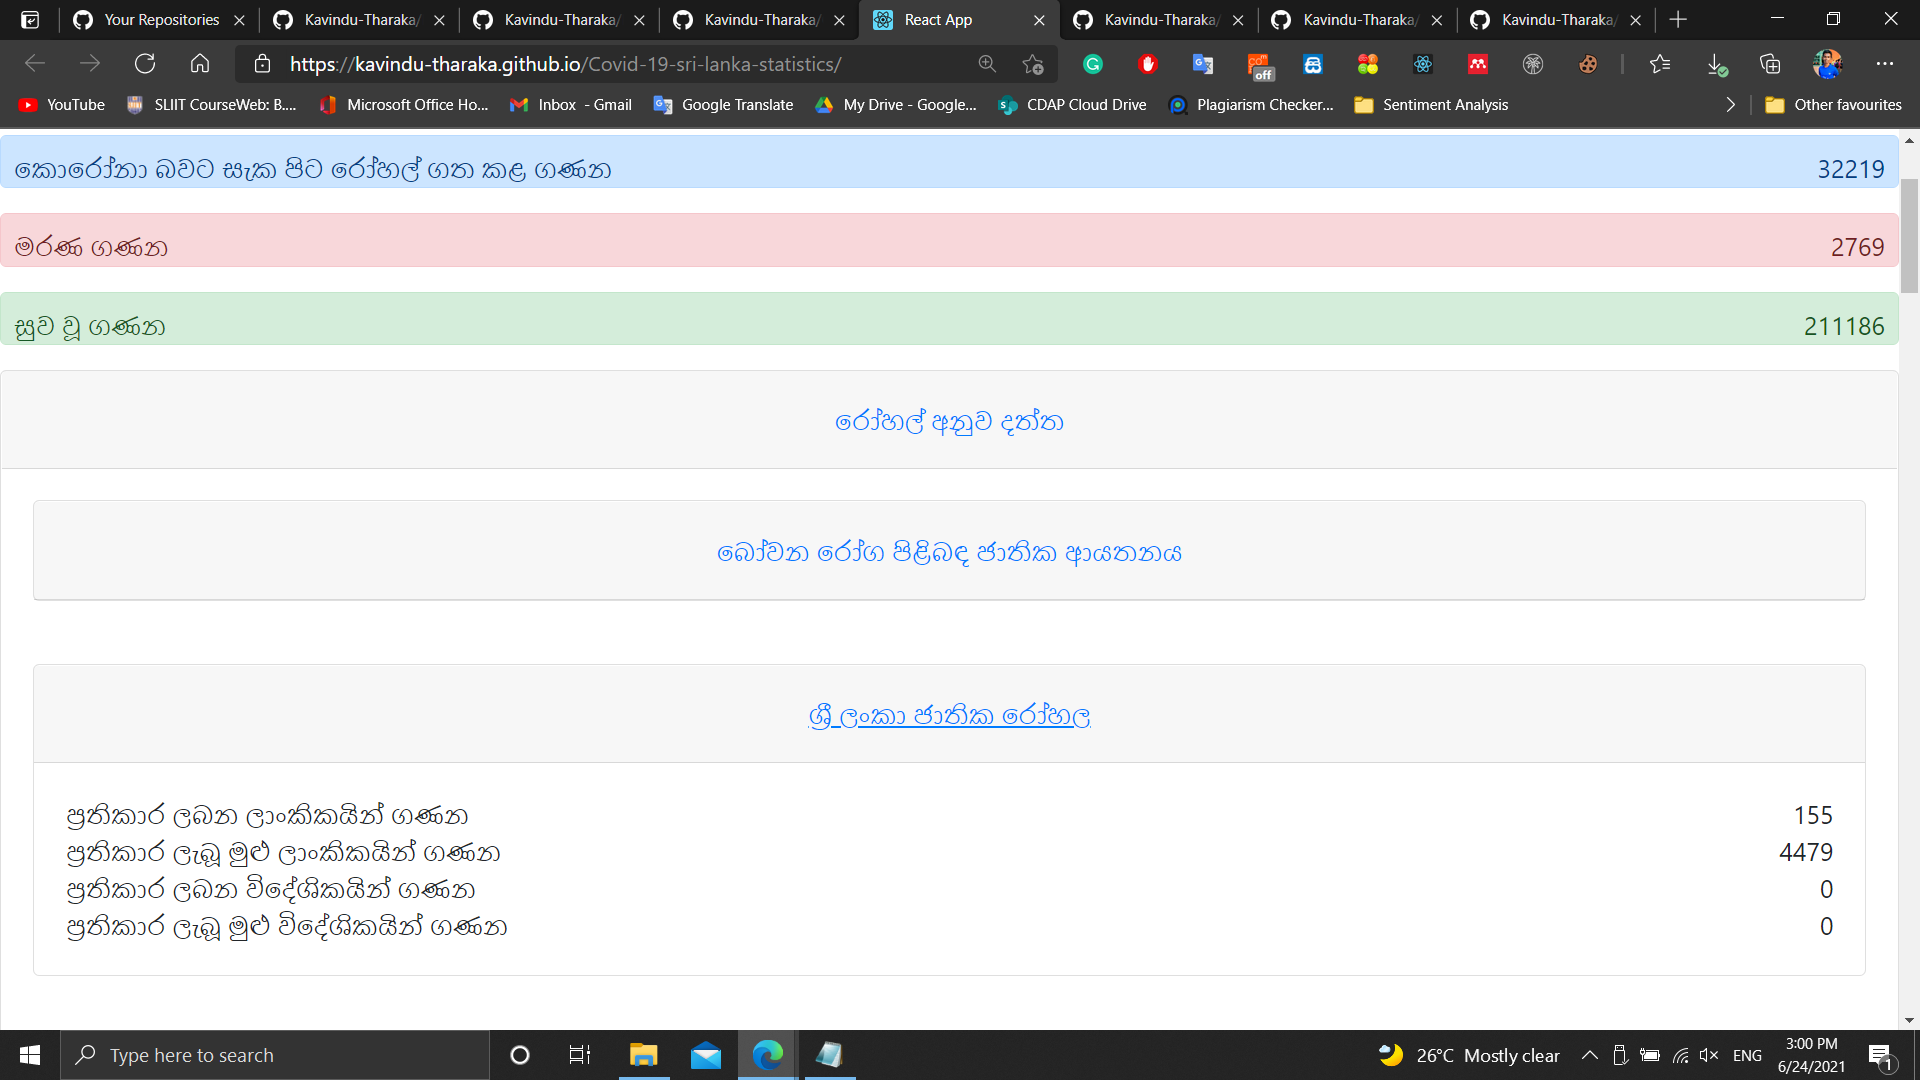 Your Repositories
Kavindu-Tharaka/
Kavindu-Tharaka/
Kavindu-Tharaka/
React App
Kavindu-Tharaka/
Kavindu-Tharaka/
Kavindu-Tharaka/
https://kavindu-tharaka.github.io/Covid-19-sri-lanka-statistics/
off
YouTube
SLIIT CourseWeb: B....
Microsoft Office Ho...
Inbox - Gmail
Google Translate
My Drive - Google...
CDAP Cloud Drive
Plagiarism Checker...
Sentiment Analysis
Other favourites
කොරෝනා බවට සැක පිට රෝහල් ගත කළ ගණන 32219
මරණ ගණන 2769
සුව වූ ගණන 211186
රෝහල් අනුව දත්ත
බෝවන රෝග පිළිබඳ ජාතික ආයතනය
ශ්‍රී ලංකා ජාතික රෝහල
ප්‍රතිකාර ලබන ලාංකිකයින් ගණන 155
ප්‍රතිකාර ලැබූ මුළු ලාංකිකයින් ගණන 4479
ප්‍රතිකාර ලබන විදේශිකයින් ගණන 0
ප්‍රතිකාර ලැබූ මුළු විදේශිකයින් ගණන 0
Type here to search
26°C Mostly clear
ENG
3:00 PM
6/24/2021
1